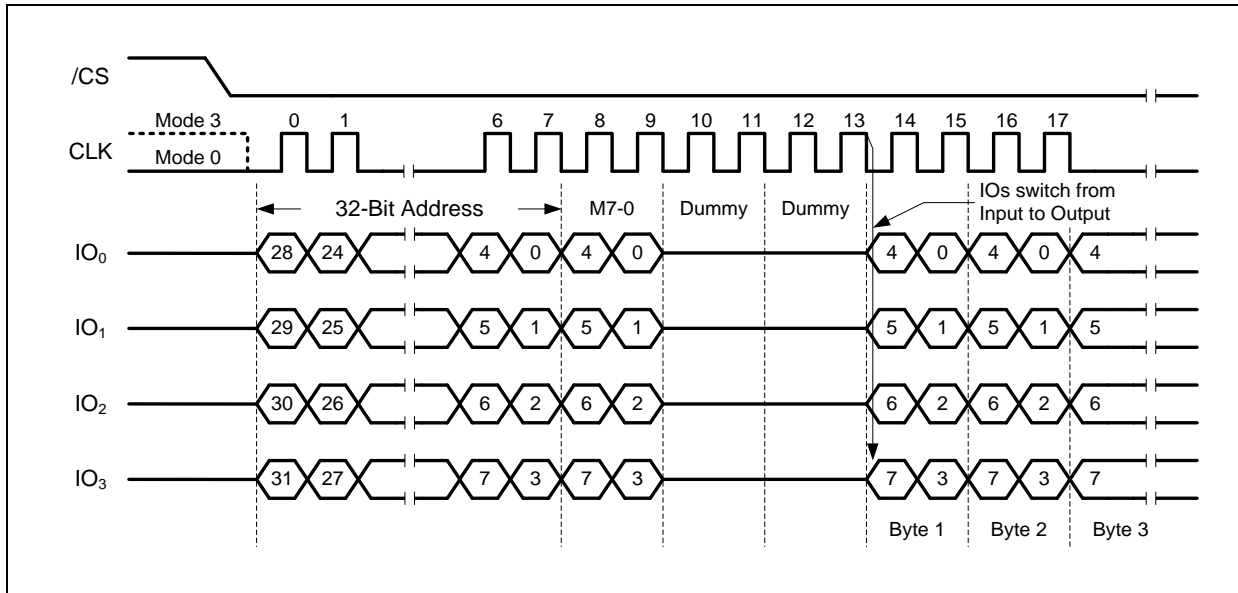 /CS
Mode 3 0 1 6 7 8 9 10 11 12 13 14 15 16 17
CLK
Mode 0
32-Bit Address M7-0 Dummy Dummy IOs switch from
Input to Output
IO₀ 28 24 4 0 4 0 4 0 4 0 4
IO₁ 29 25 5 1 5 1 5 1 5 1 5
IO₂ 30 26 6 2 6 2 6 2 6 2 6
IO₃ 31 27 7 3 7 3 7 3 7 3 7
Byte 1 Byte 2 Byte 3